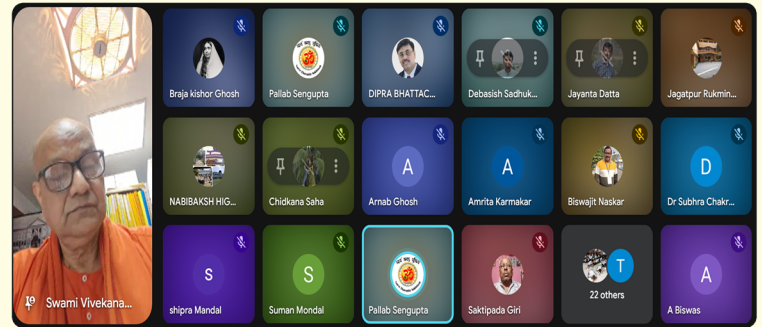 Braja kishor Ghosh
Pallab Sengupta
DIPRA BHATTAC...
Debasish Sadhuk...
Jayanta Datta
Jagatpur Rukmin...
NABIBAKSH HIG...
Chidkana Saha
A
Arnab Ghosh
A
Amrita Karmakar
Biswajit Naskar
D
Dr Subhra Chakr...
Swami Vivekana...
s
shipra Mandal
S
Suman Mondal
Pallab Sengupta
Saktipada Giri
T
22 others
A
A Biswas